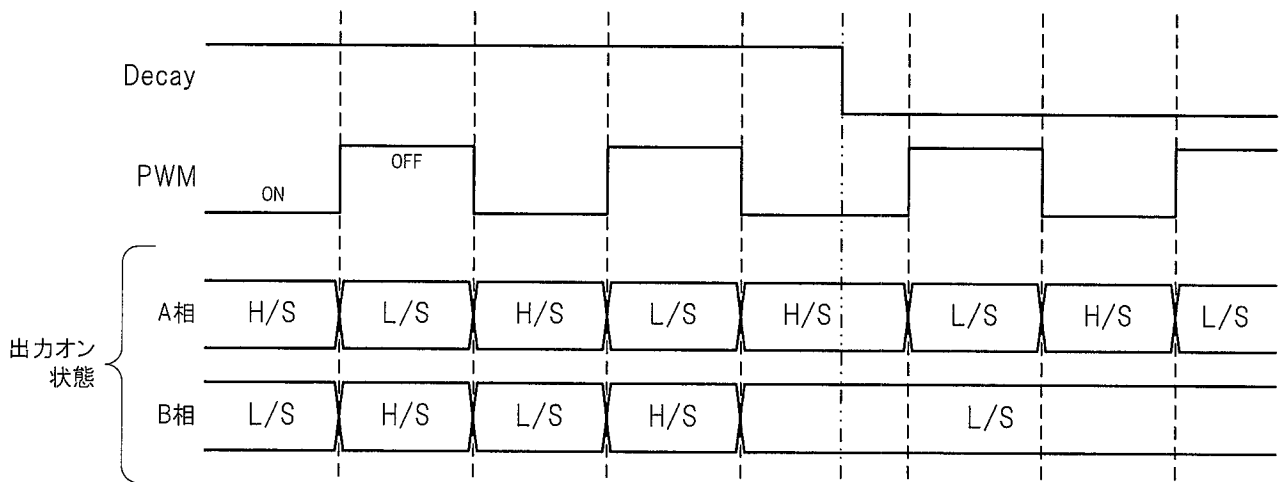 Decay
PWM
ON
OFF
出力オン
状態
A相
H/S
L/S
H/S
L/S
H/S
L/S
H/S
L/S
B相
L/S
H/S
L/S
H/S
L/S